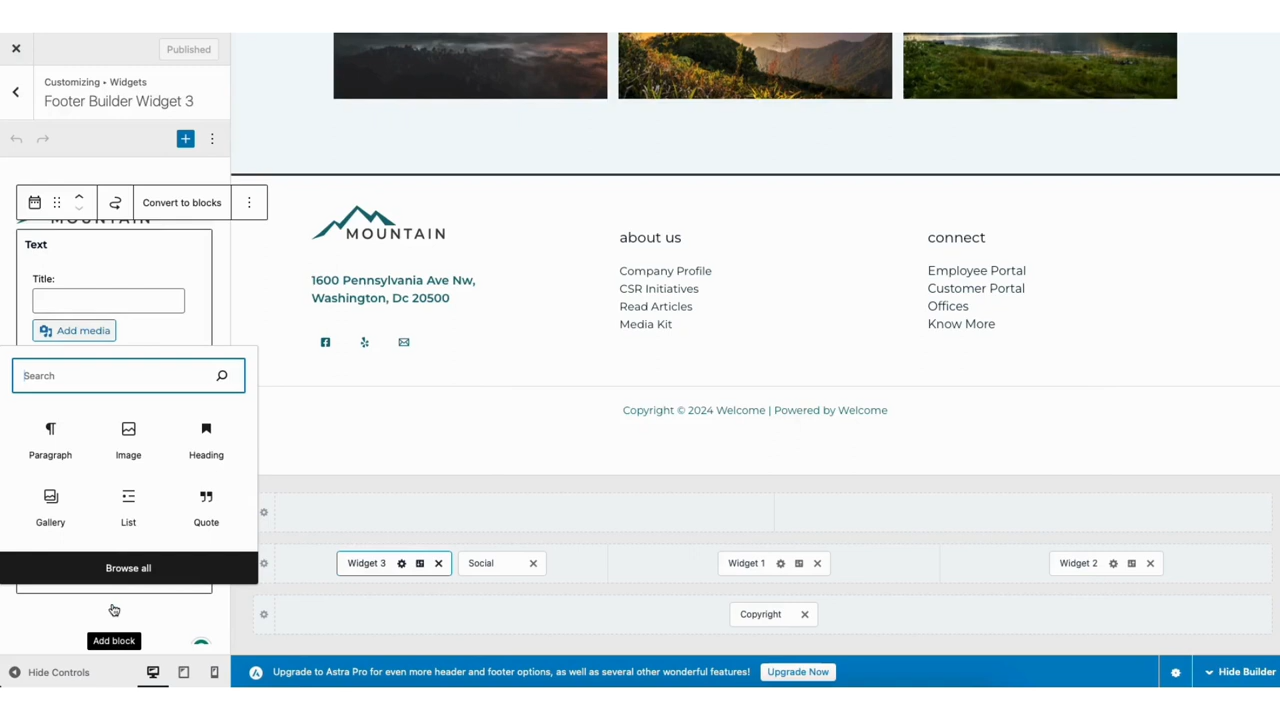 Published
Customizing • Widgets
Footer Builder Widget 3
Convert to blocks
MOUNTAIN
Text
Title:
Add media
Search
Paragraph
Image
Heading
Gallery
List
Quote
Browse all
Add block
Hide Controls
MOUNTAIN
1600 Pennsylvania Ave Nw,
Washington, Dc 20500
about us
Company Profile
CSR Initiatives
Read Articles
Media Kit
connect
Employee Portal
Customer Portal
Offices
Know More
Copyright © 2024 Welcome | Powered by Welcome
Widget 3
Social
Widget 1
Widget 2
Copyright
Upgrade to Astra Pro for even more header and footer options, as well as several other wonderful features!
Upgrade Now
Hide Builder